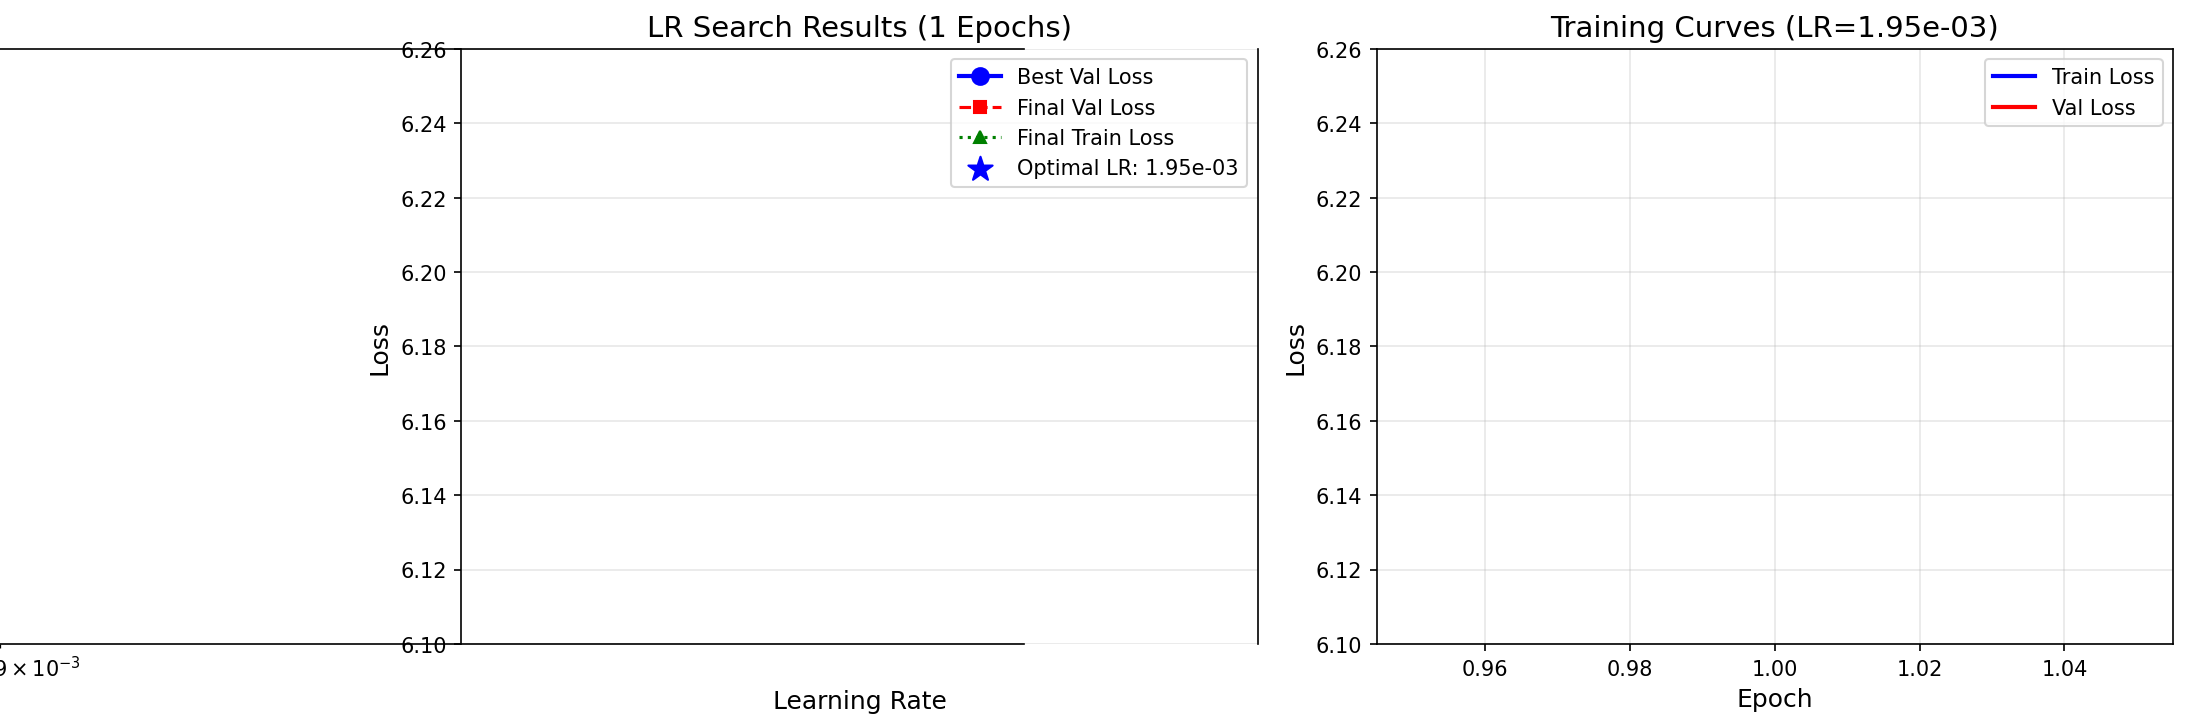 LR Search Results (1 Epochs)
6.26
6.24
6.22
6.20
6.18
6.16
6.14
6.12
6.10
Loss
Best Val Loss
Final Val Loss
Final Train Loss
Optimal LR: 1.95e-03
9 × 10⁻³
Learning Rate
Training Curves (LR=1.95e-03)
6.26
6.24
6.22
6.20
6.18
6.16
6.14
6.12
6.10
Loss
Train Loss
Val Loss
0.96 0.98 1.00 1.02 1.04
Epoch